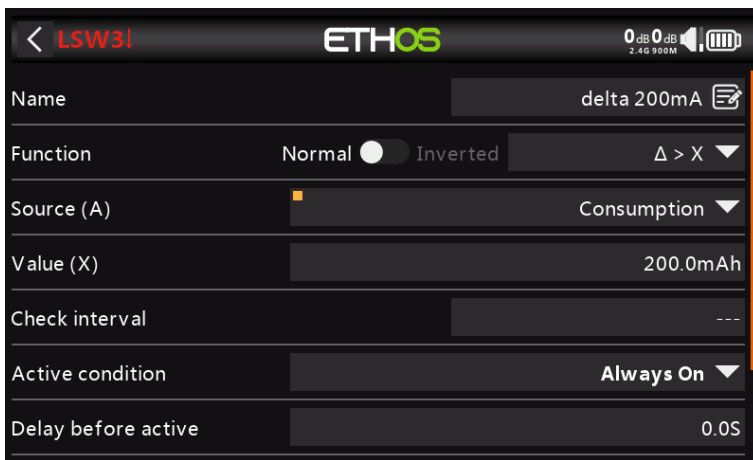 LSW3↓ ETHOS 0dB 0dB
2.4G 900M
Name delta 200mA
Function Normal Inverted Δ > X
Source (A) Consumption
Value (X) 200.0mAh
Check interval ---
Active condition Always On
Delay before active 0.0S